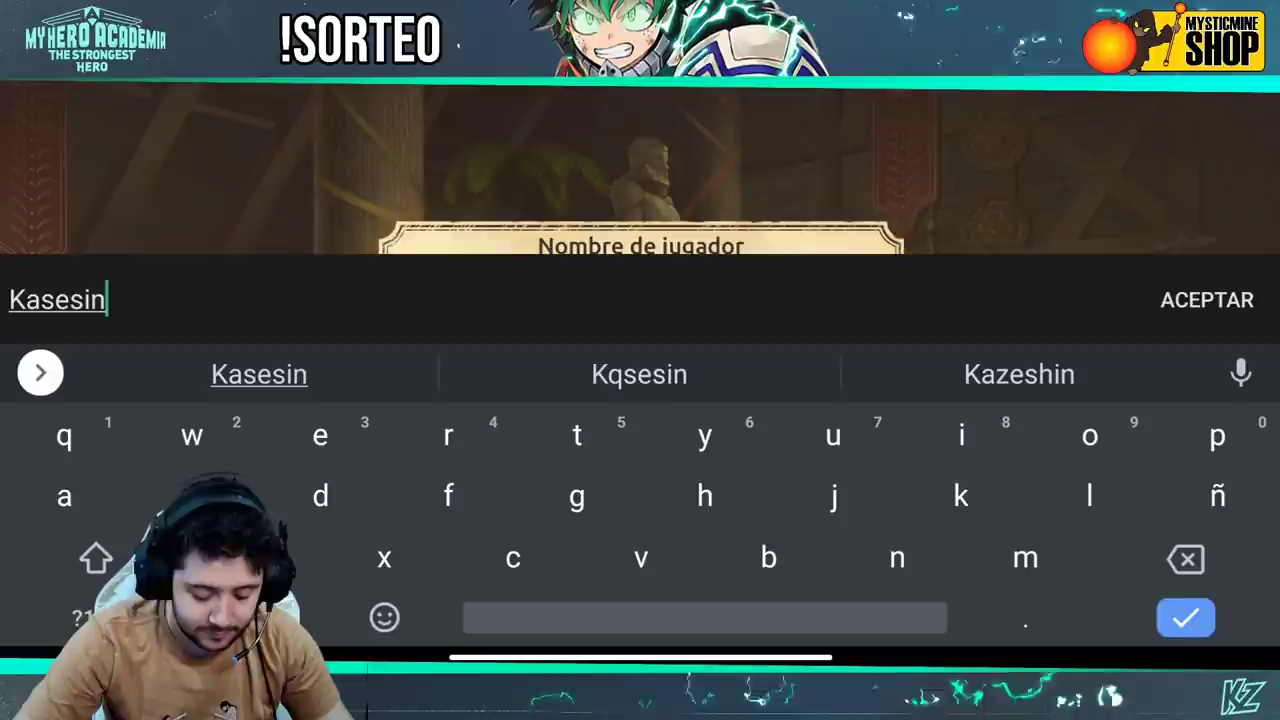 MY HERO ACADEMIA
THE STRONGEST
HERO
!SORTEO
MYSTICMINE
SHOP
Nombre de jugador
Kasesin
ACEPTAR
Kasesin Kqsesin Kazeshin
q 1 w 2 e 3 r 4 t 5 y 6 u 7 i 8 o 9 p 0
a d f g h j k l ñ
x c v b n m
?1 .
KZ